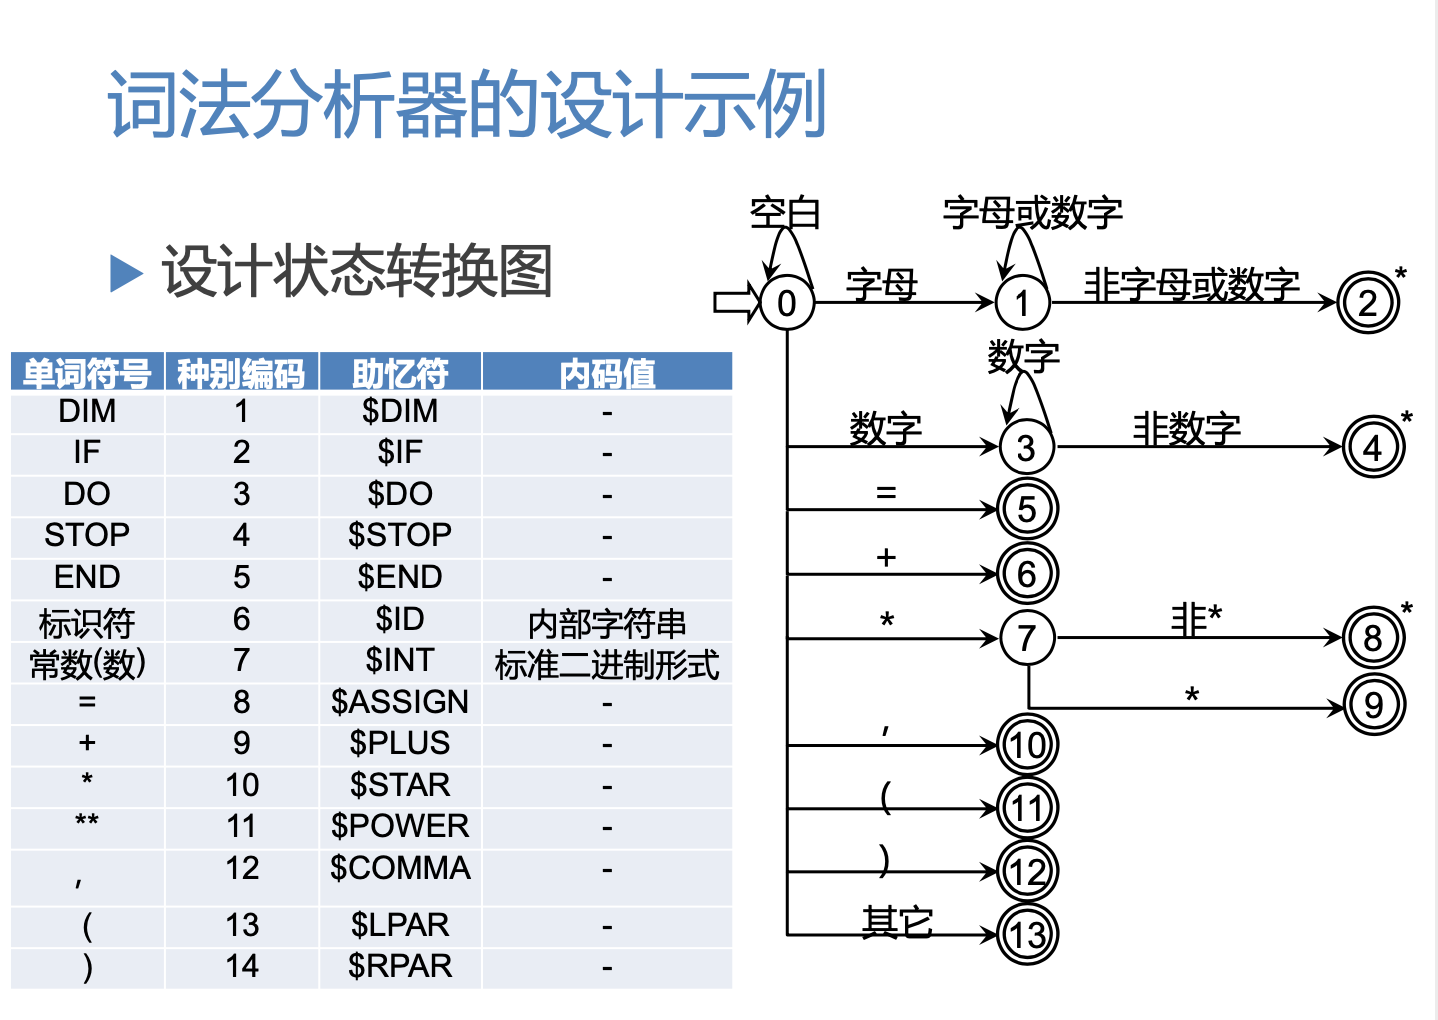 词法分析器的设计示例
设计状态转换图
单词符号 种别编码 助忆符 内码值
DIM 1 $DIM -
IF 2 $IF -
DO 3 $DO -
STOP 4 $STOP -
END 5 $END -
标识符 6 $ID 内部字符串
常数(数) 7 $INT 标准二进制形式
= 8 $ASSIGN -
+ 9 $PLUS -
* 10 $STAR -
** 11 $POWER -
, 12 $COMMA -
( 13 $LPAR -
) 14 $RPAR -
空白 字母或数字
0 字母 1 非字母或数字 2 *
数字
数字 3 非数字 4 *
= 5
+ 6
* 7 非* 8 *
* 9
, 10
( 11
) 12
其它 13